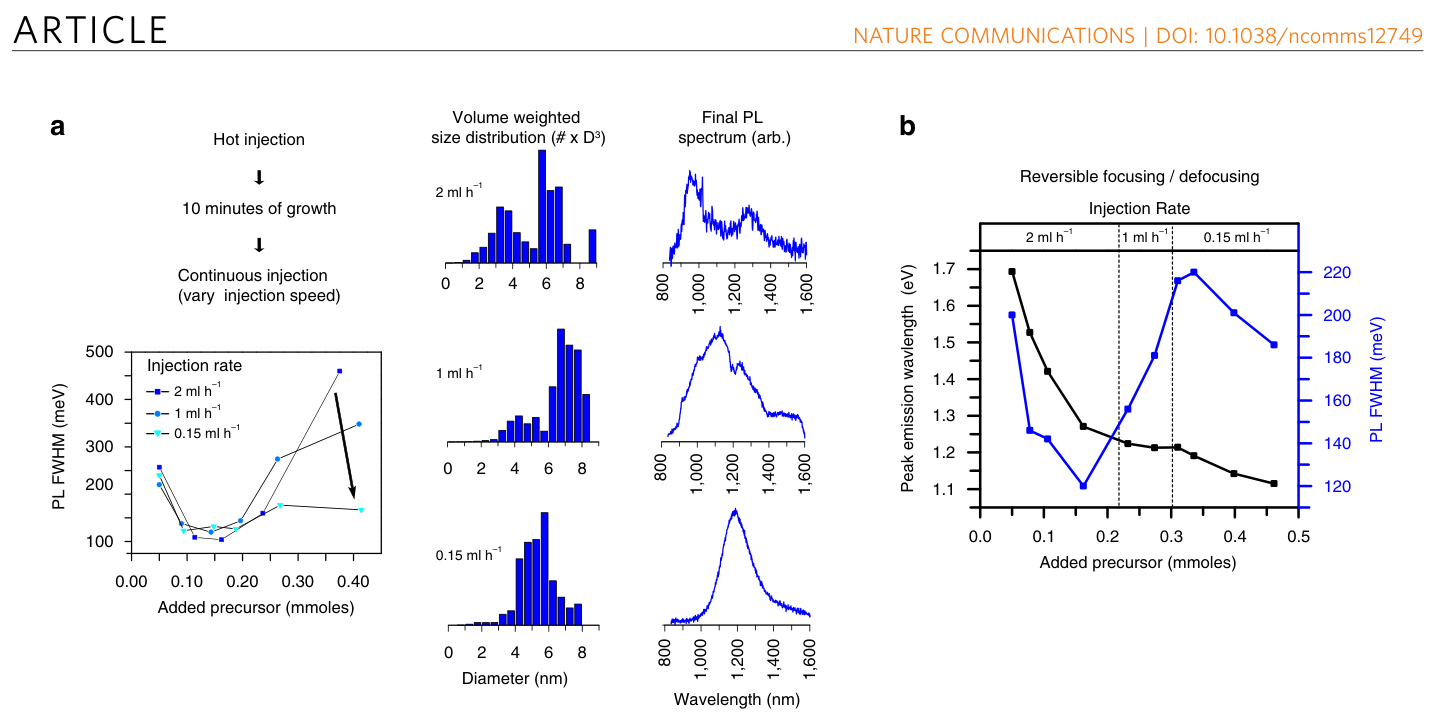 ARTICLE
NATURE COMMUNICATIONS | DOI: 10.1038/ncomms12749
a
Hot injection
10 minutes of growth
Continuous injection
(vary injection speed)
500
400
300
200
100
PL FWHM (meV)
Injection rate
2 ml h⁻¹
1 ml h⁻¹
0.15 ml h⁻¹
0.00 0.10 0.20 0.30 0.40
Added precursor (mmoles)
Volume weighted
size distribution (# x D³)
2 ml h⁻¹
0 2 4 6 8
1 ml h⁻¹
0 2 4 6 8
0.15 ml h⁻¹
0 2 4 6 8
Diameter (nm)
Final PL
spectrum (arb.)
800 1,000 1,200 1,400 1,600
800 1,000 1,200 1,400 1,600
800 1,000 1,200 1,400 1,600
Wavelength (nm)
b
Reversible focusing / defocusing
Injection Rate
2 ml h⁻¹ 1 ml h⁻¹ 0.15 ml h⁻¹
Peak emission wavlength (eV)
1.7
1.6
1.5
1.4
1.3
1.2
1.1
220
200
180
160
140
120
PL FWHM (meV)
0.0 0.1 0.2 0.3 0.4 0.5
Added precursor (mmoles)